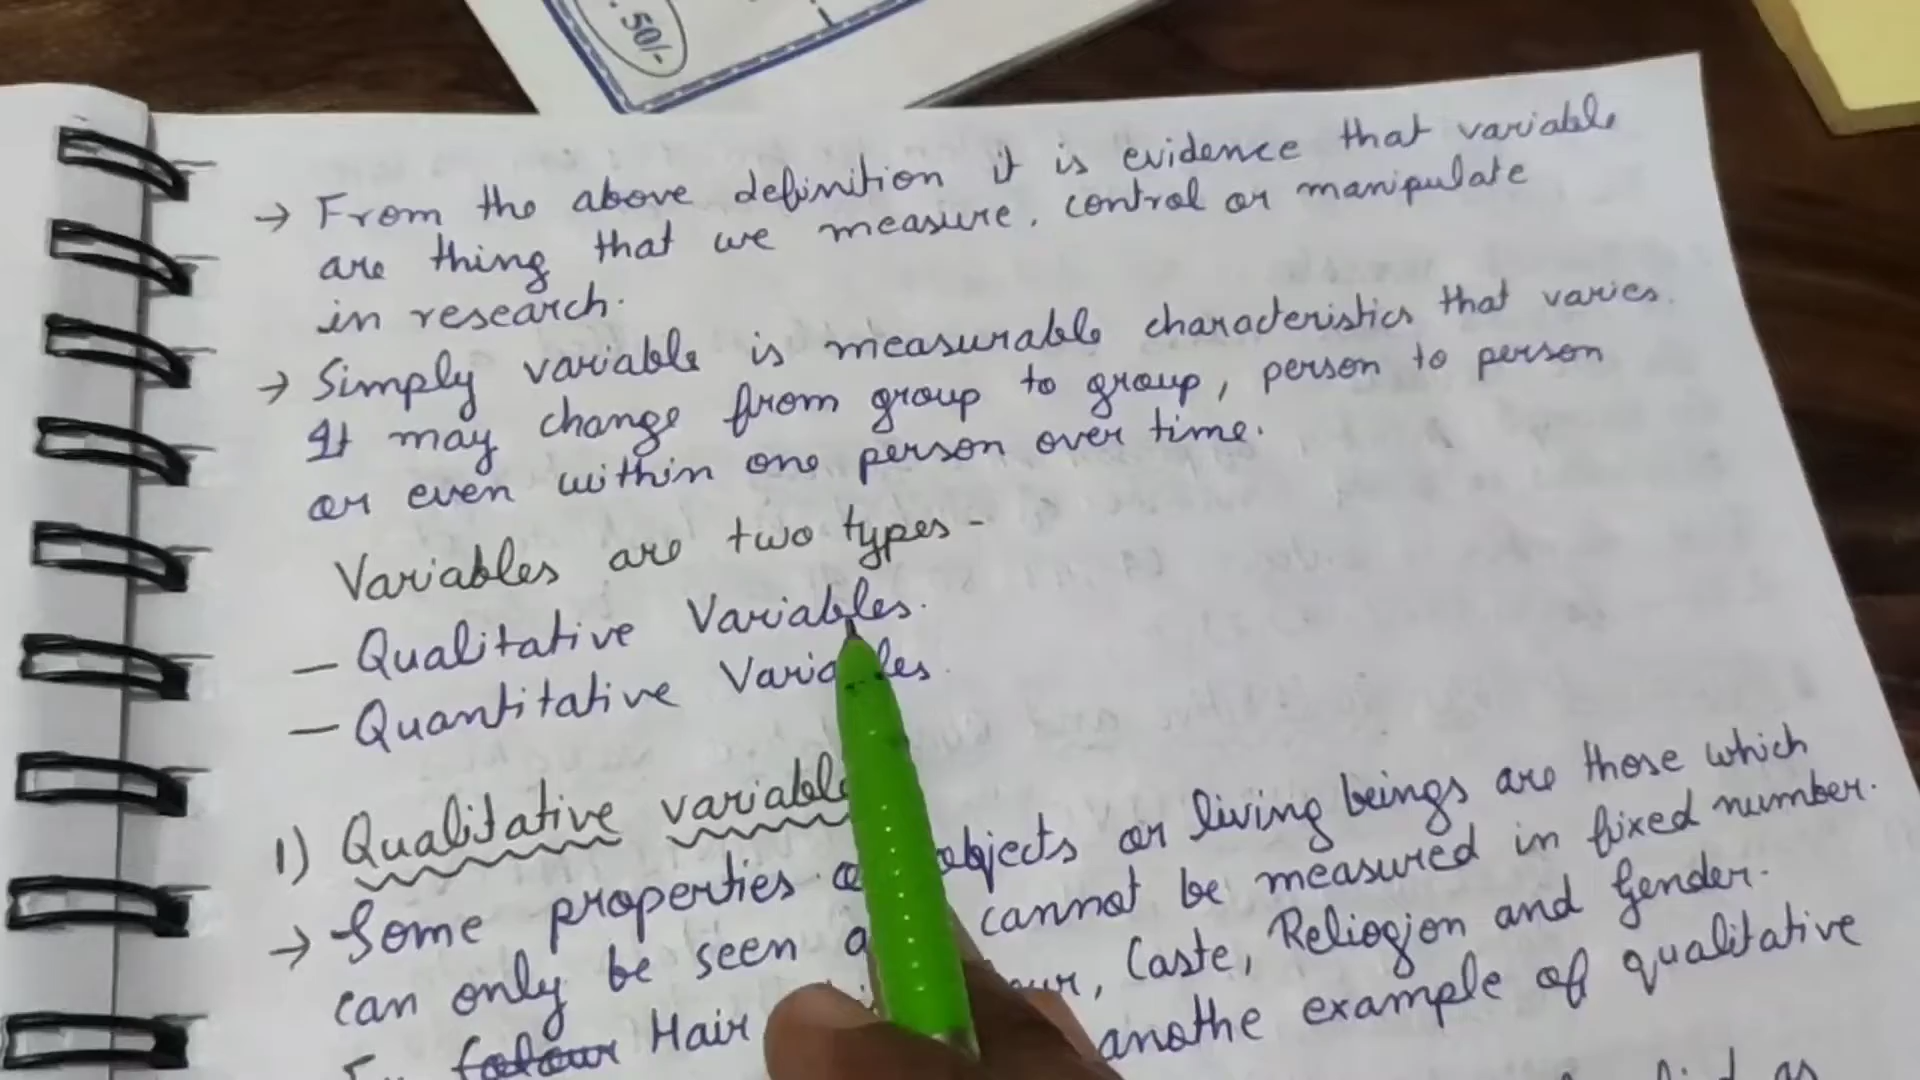 . 50/-
→ From the above definition it is evidence that variable
are thing that we measure, control or manipulate
in research.
→ Simply variable is measurable characteristics that varies.
It may change from group to group, person to person
or even within one person over time.
Variables are two types -
— Qualitative Variables.
— Quantitative Variables.
1) Qualitative variable
→ Some properties objects or living beings are those which
can only be seen cannot be measured in fixed number.
Hair Caste, Reliogion and Gender.
anothe example of qualitative
as